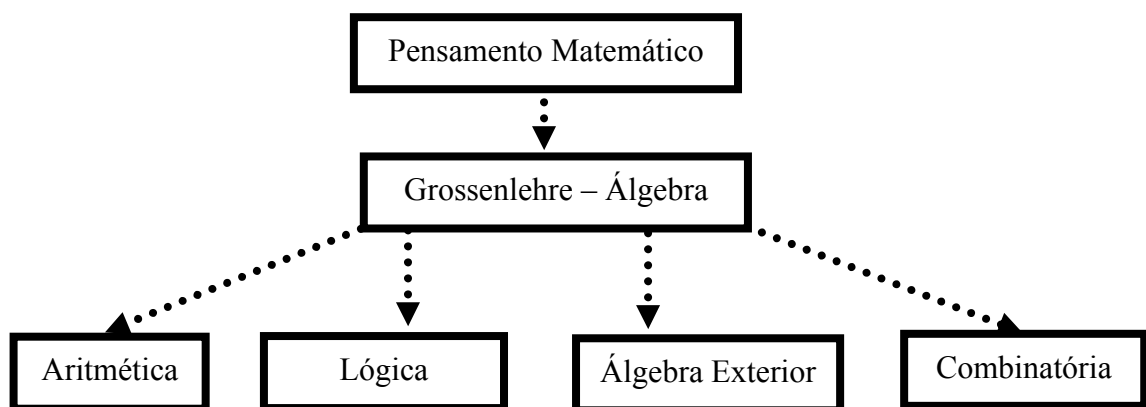 Pensamento Matemático
Grossenlehre – Álgebra
Aritmética
Lógica
Álgebra Exterior
Combinatória